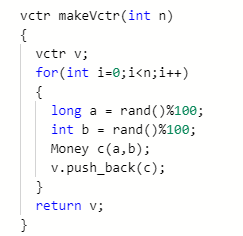 vctr makeVctr(int n)
{
vctr v;
for(int i=0;i<n;i++)
{
long a = rand()%100;
int b = rand()%100;
Money c(a,b);
v.push_back(c);
}
return v;
}